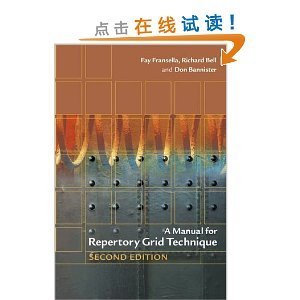 点击在线试读!
Fay Fransella, Richard Bell
and Don Bannister
A Manual for
Repertory Grid Technique
SECOND EDITION